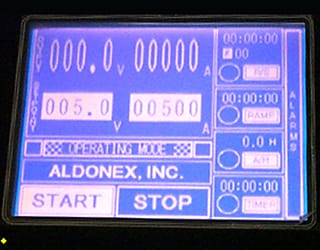 000.0 V 00000 A
005.0 V 00500 A
OPERATING MODE
ALDONEX, INC.
START STOP
00:00:00
P 00
00:00:00
RAMP
0.0 H
A/H
00:00:00
TIMER
ALARMS